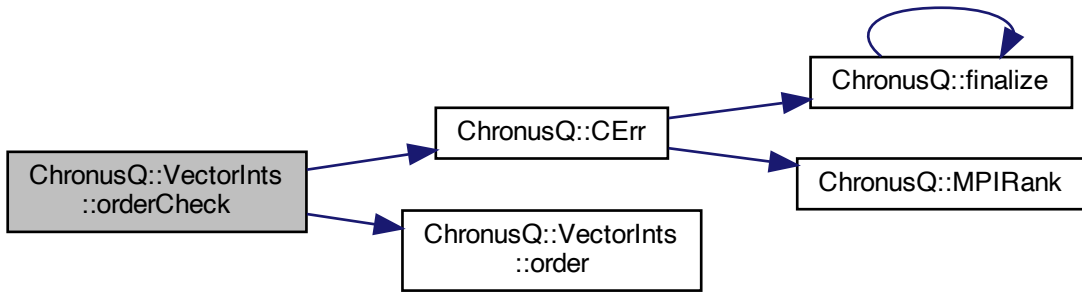 ChronusQ::VectorInts
::orderCheck
ChronusQ::CErr
ChronusQ::finalize
ChronusQ::MPIRank
ChronusQ::VectorInts
::order